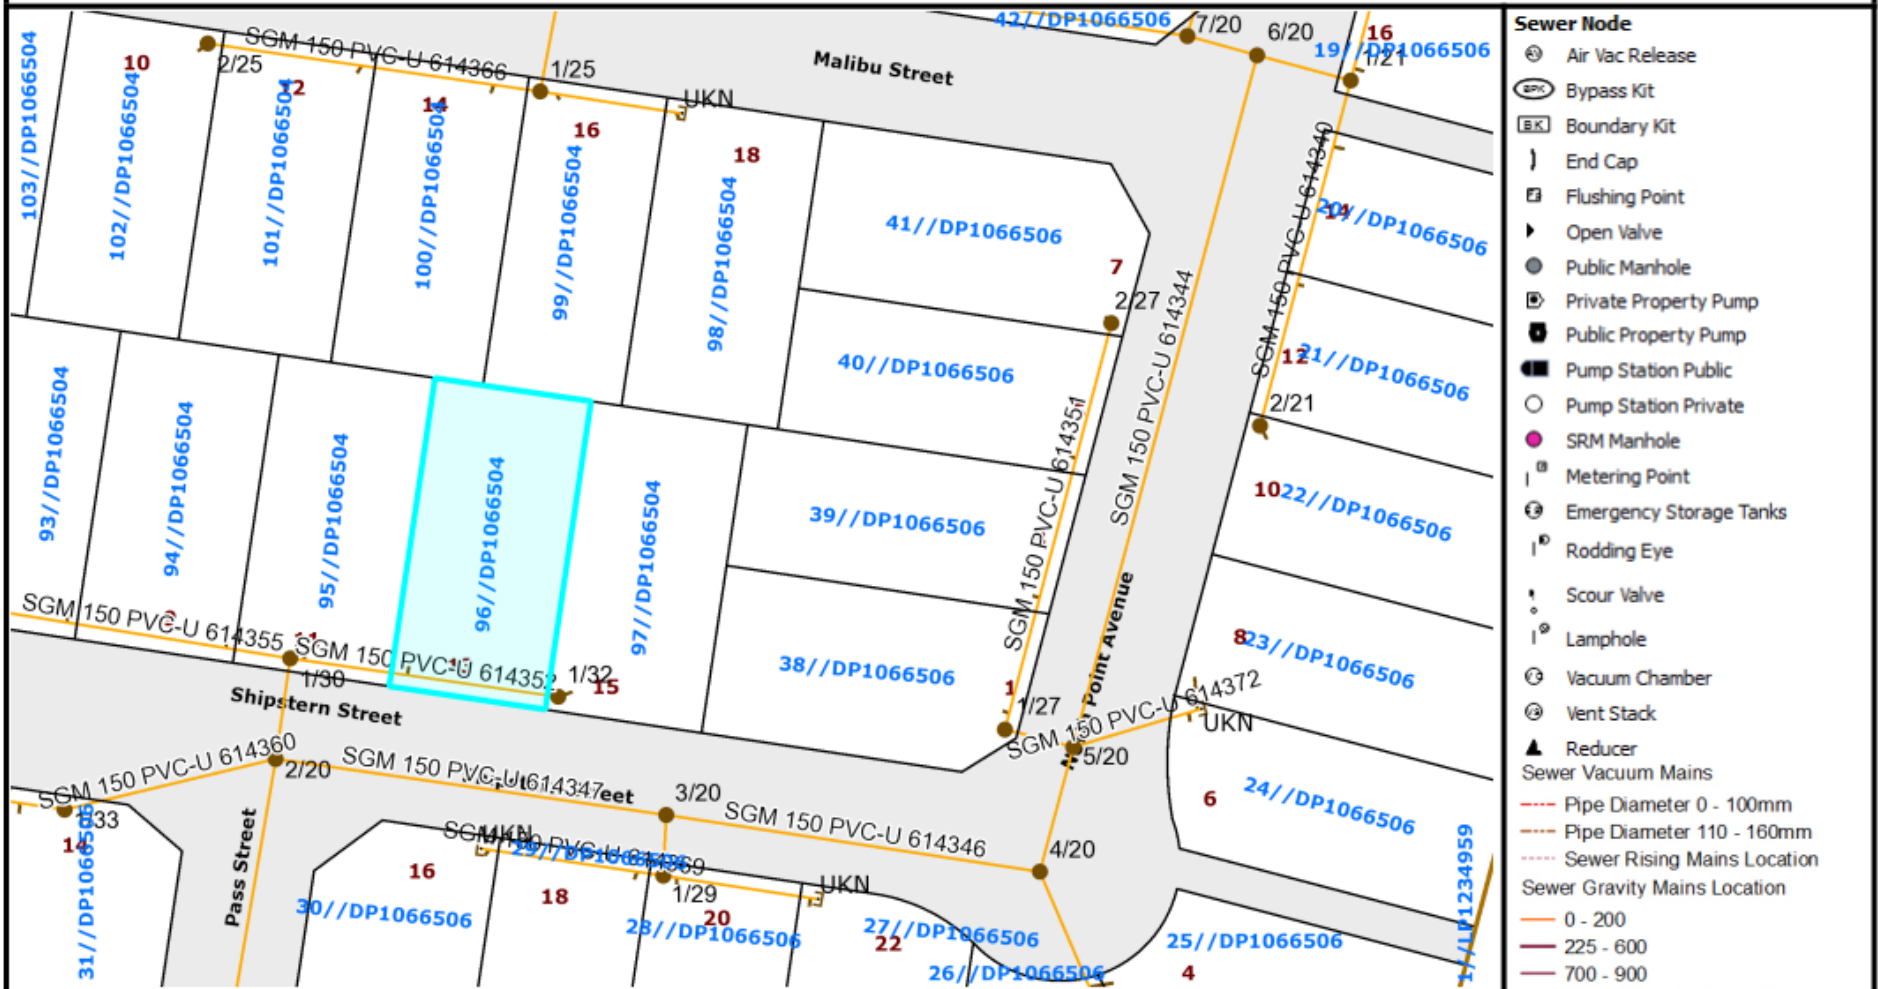 42//DP1066506
7/20
6/20
16
19//DP1066506
1/21
103//DP1066504
10
SGM 150 PVC-U 614366
2/25
12
14
1/25
UKN
16
18
Malibu Street
102//DP1066504
101//DP1066504
100//DP1066504
99//DP1066504
98//DP1066504
41//DP1066506
7
2/27
40//DP1066506
39//DP1066506
38//DP1066506
SGM 150 PVC-U 614351
SGM 150 PVC-U 614344
SGM 150 PVC-U 614340
14
20//DP1066506
12
21//DP1066506
2/21
10
22//DP1066506
8
23//DP1066506
93//DP1066504
94//DP1066504
95//DP1066504
96//DP1066504
97//DP1066504
SGM 150 PVC-U 614355
SGM 150 PVC-U 614352
1/30
1/32
15
1
1/27
Point Avenue
SGM 150 PVC-U 614372
UKN
5/20
Shipstern Street
SGM 150 PVC-U 614360
2/20
SGM 150 PVC-U 614347
3/20
SGM 150 PVC-U 614346
4/20
6
24//DP1066506
1/33
14
31//DP1066506
Pass Street
UKN
29//DP1066506
16
30//DP1066506
18
1/29
20
28//DP1066506
UKN
27//DP1066506
22
26//DP1066506
25//DP1066506
4
Sewer Node
Air Vac Release
Bypass Kit
Boundary Kit
End Cap
Flushing Point
Open Valve
Public Manhole
Private Property Pump
Public Property Pump
Pump Station Public
Pump Station Private
SRM Manhole
Metering Point
Emergency Storage Tanks
Rodding Eye
Scour Valve
Lamphole
Vacuum Chamber
Vent Stack
Reducer
Sewer Vacuum Mains
Pipe Diameter 0 - 100mm
Pipe Diameter 110 - 160mm
Sewer Rising Mains Location
Sewer Gravity Mains Location
0 - 200
225 - 600
700 - 900